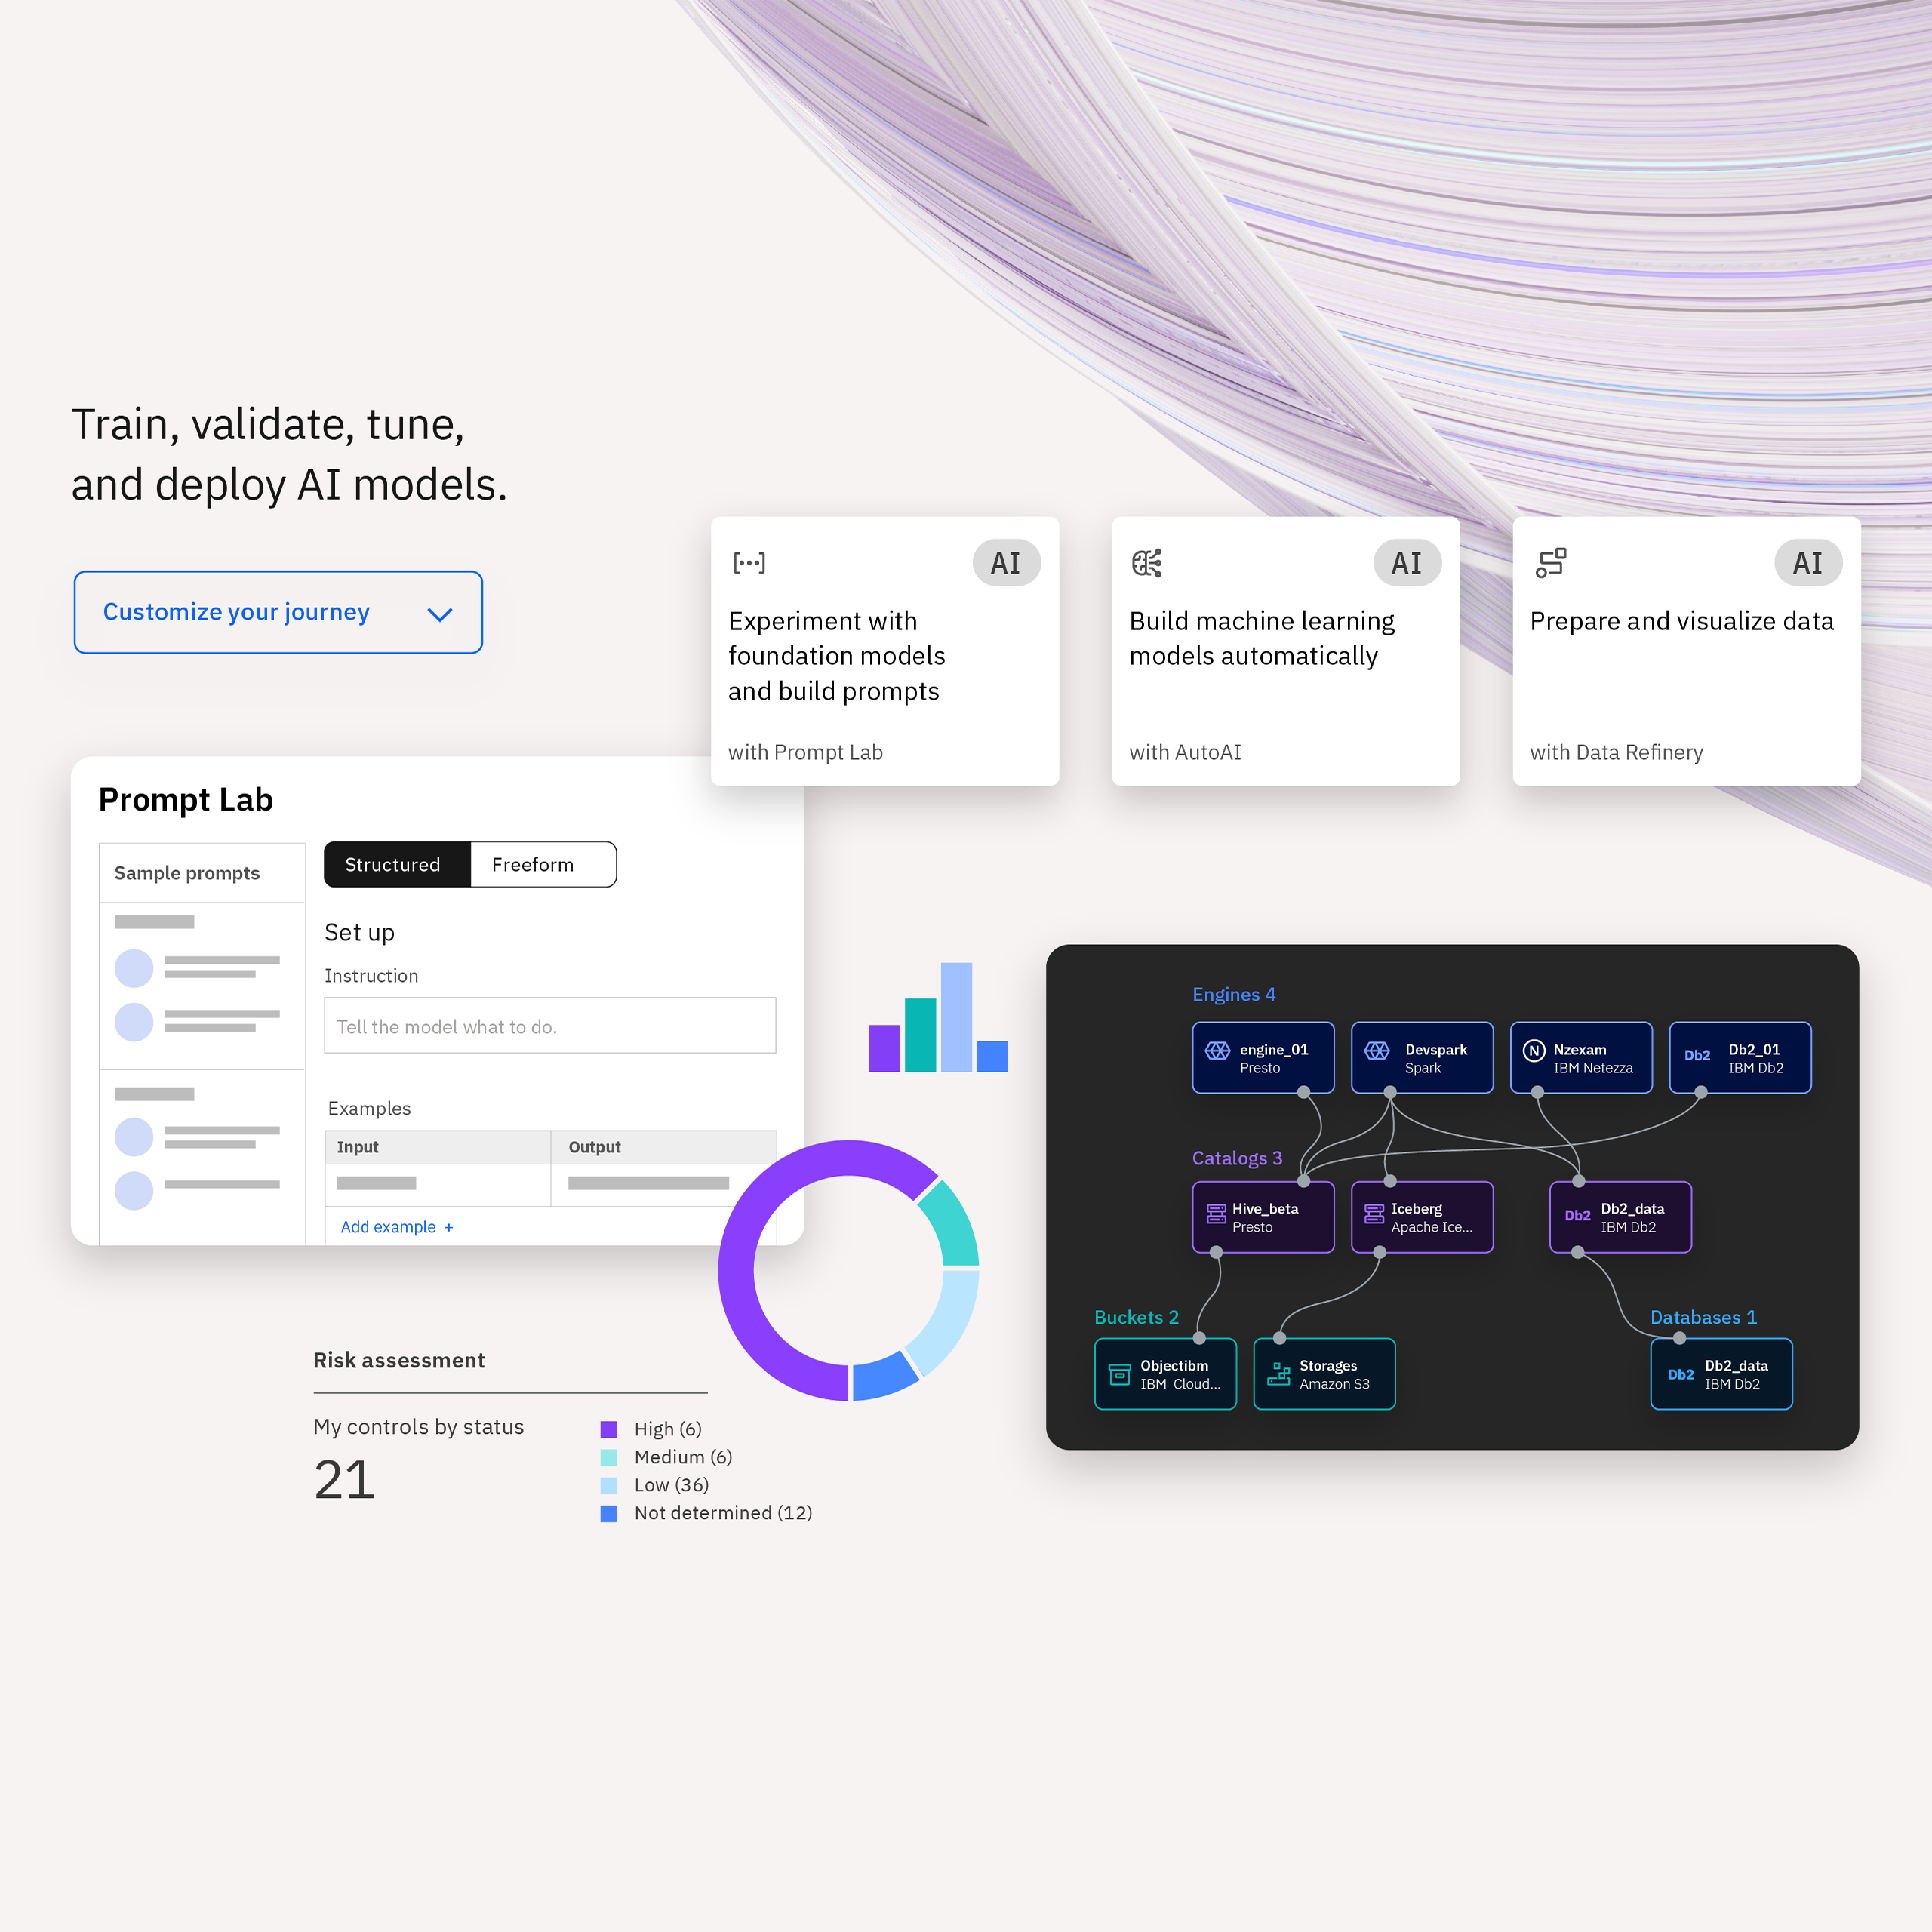 Train, validate, tune,
and deploy AI models.
Customize your journey
AI
Experiment with
foundation models
and build prompts
with Prompt Lab
AI
Build machine learning
models automatically
with AutoAI
AI
Prepare and visualize data
with Data Refinery
Prompt Lab
Sample prompts
Structured
Freeform
Set up
Instruction
Tell the model what to do.
Examples
Input
Output
Add example +
Risk assessment
My controls by status
21
High (6)
Medium (6)
Low (36)
Not determined (12)
Engines 4
engine_01
Presto
Devspark
Spark
N
Nzexam
IBM Netezza
Db2
Db2_01
IBM Db2
Catalogs 3
Hive_beta
Presto
Iceberg
Apache Ice...
Db2
Db2_data
IBM Db2
Buckets 2
Objectibm
IBM Cloud...
Storages
Amazon S3
Databases 1
Db2
Db2_data
IBM Db2